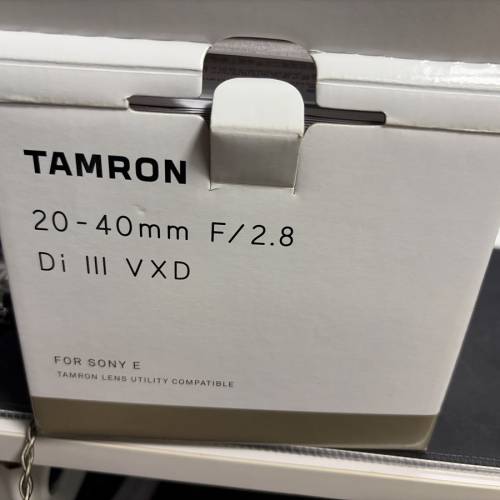 TAMRON
20-40mm F/2.8
Di III VXD
FOR SONY E
TAMRON LENS UTILITY COMPATIBLE